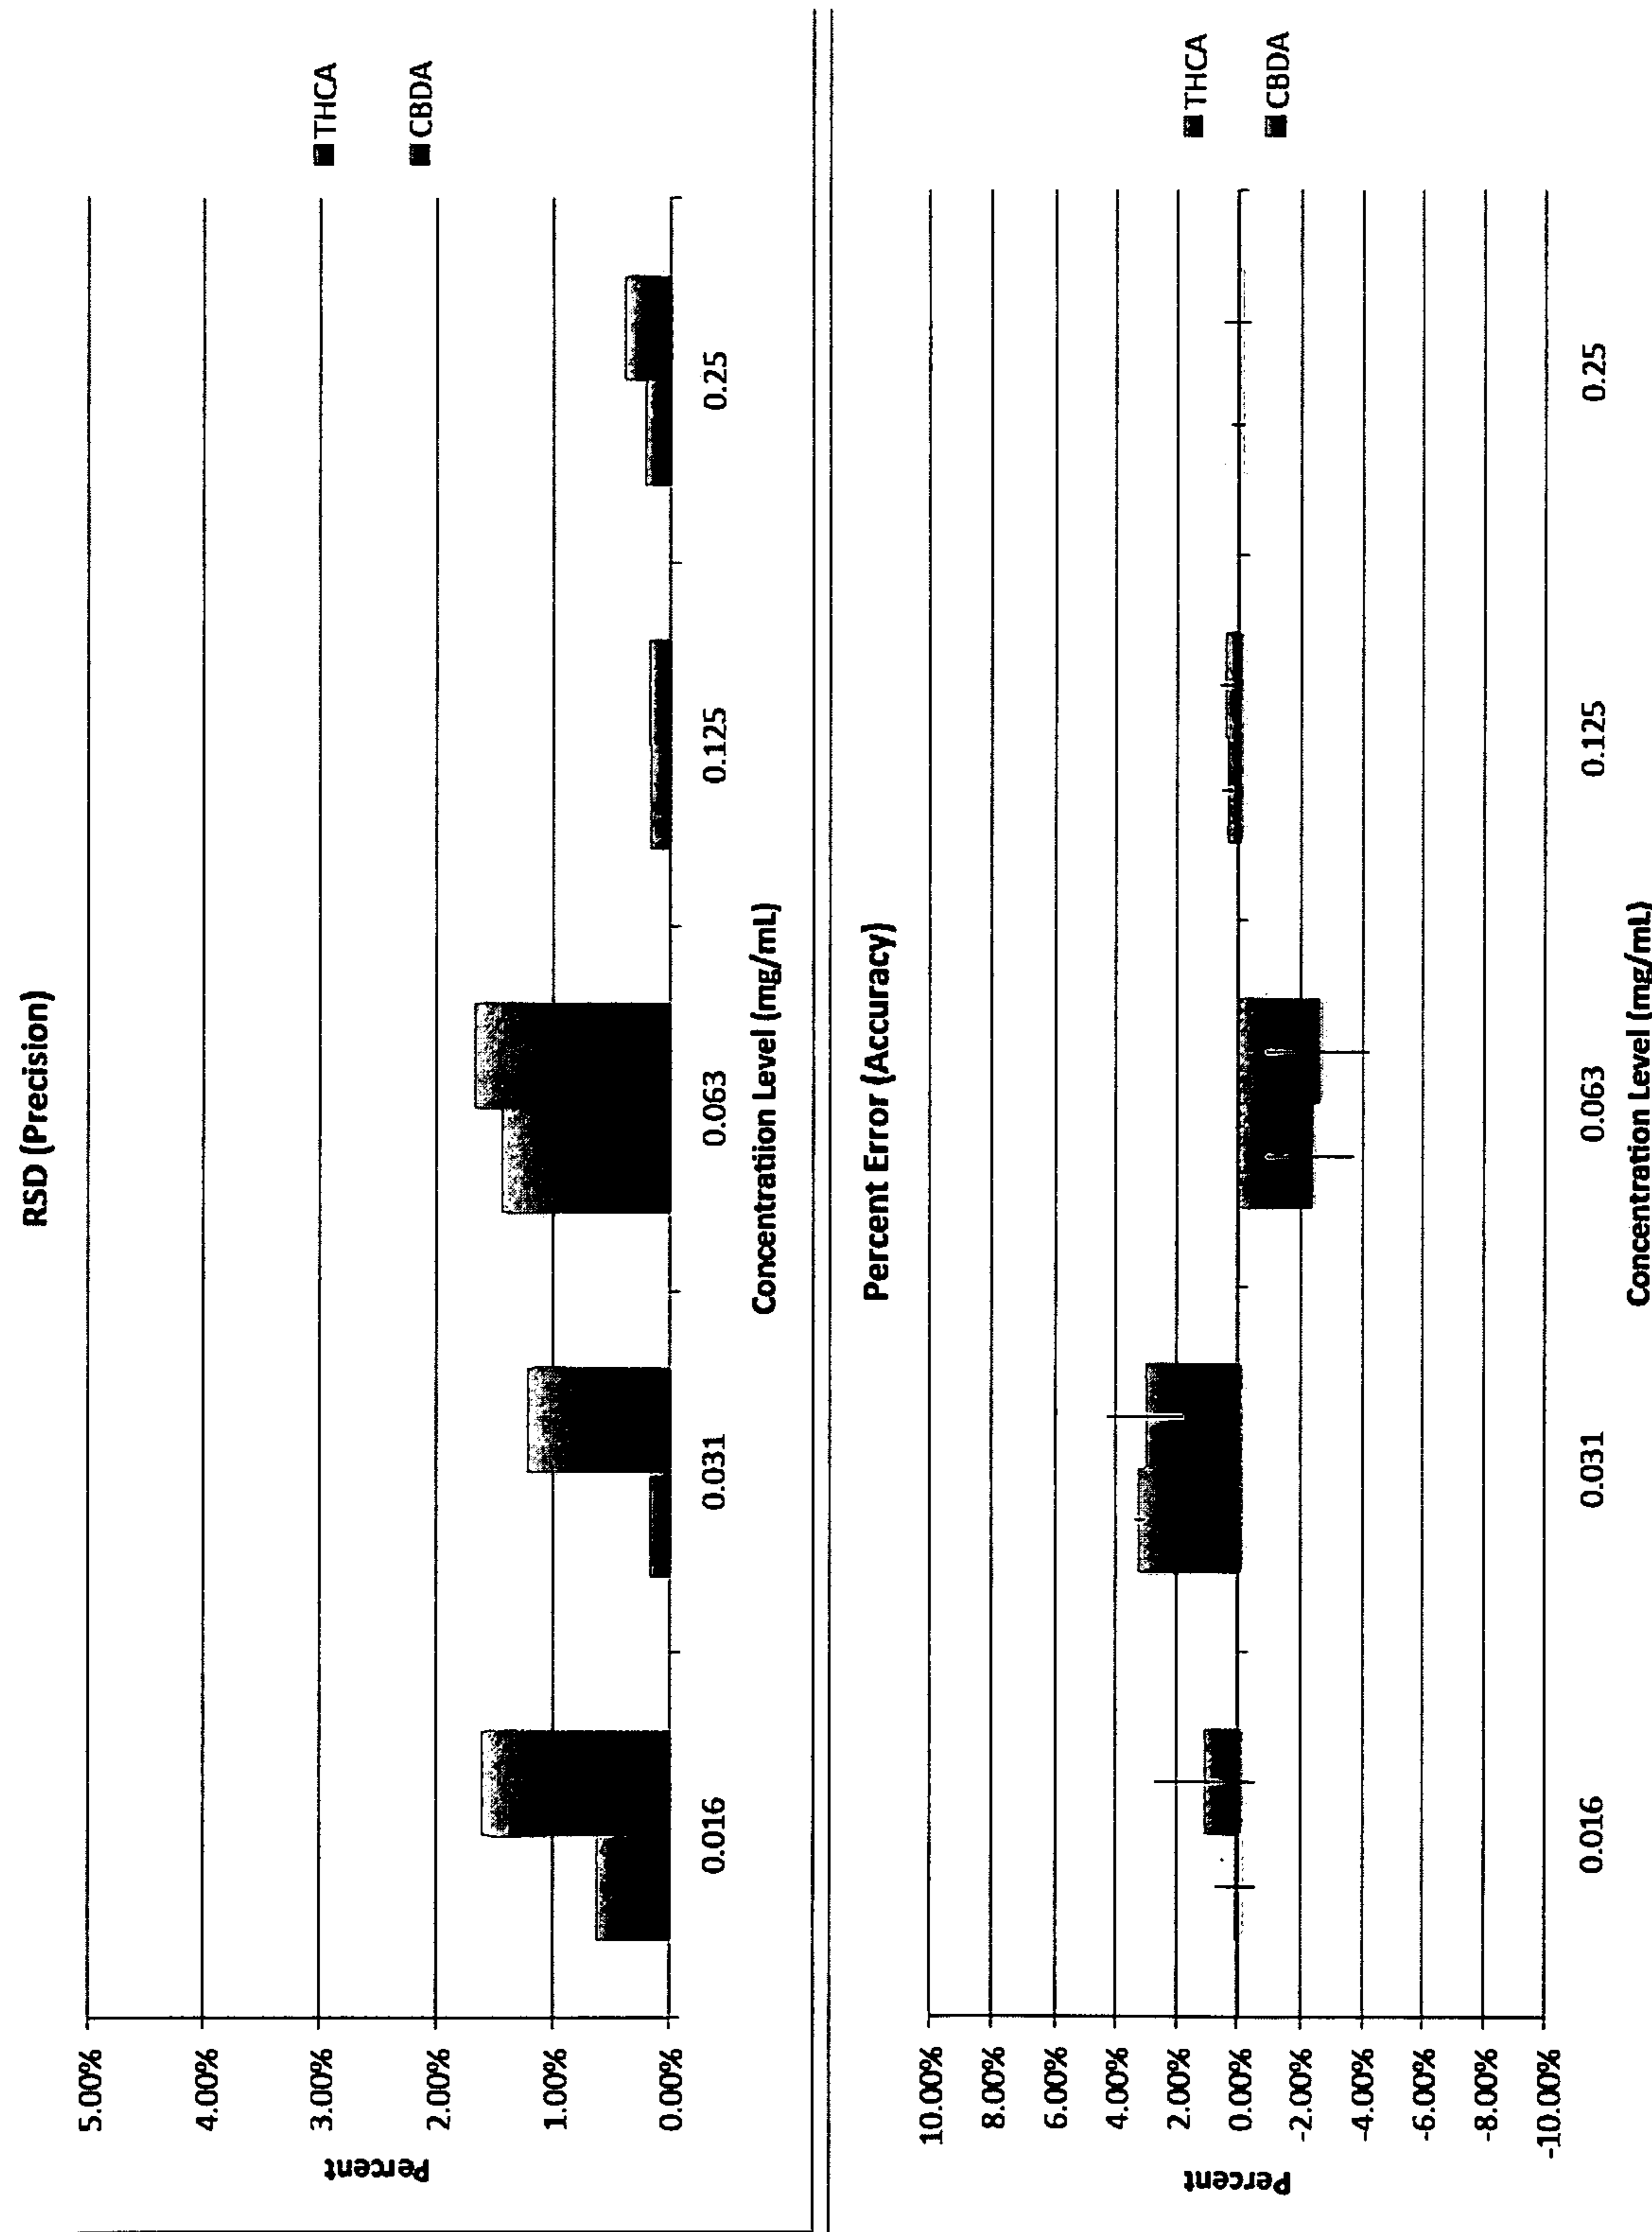 RSD (Precision)
5.00%
4.00%
3.00%
2.00%
1.00%
0.00%
Percent
0.016
0.031
0.063
0.125
0.25
Concentratiion Level (mg/mL)
THCA
CBDA
Percent Error (Accuracy)
10.00%
8.00%
6.00%
4.00%
2.00%
0.00%
-2.00%
-4.00%
-6.00%
-8.00%
-10.00%
Percent
0.016
0.031
0.063
0.125
0.25
Concentration Level (mg/mL)
THCA
CBDA